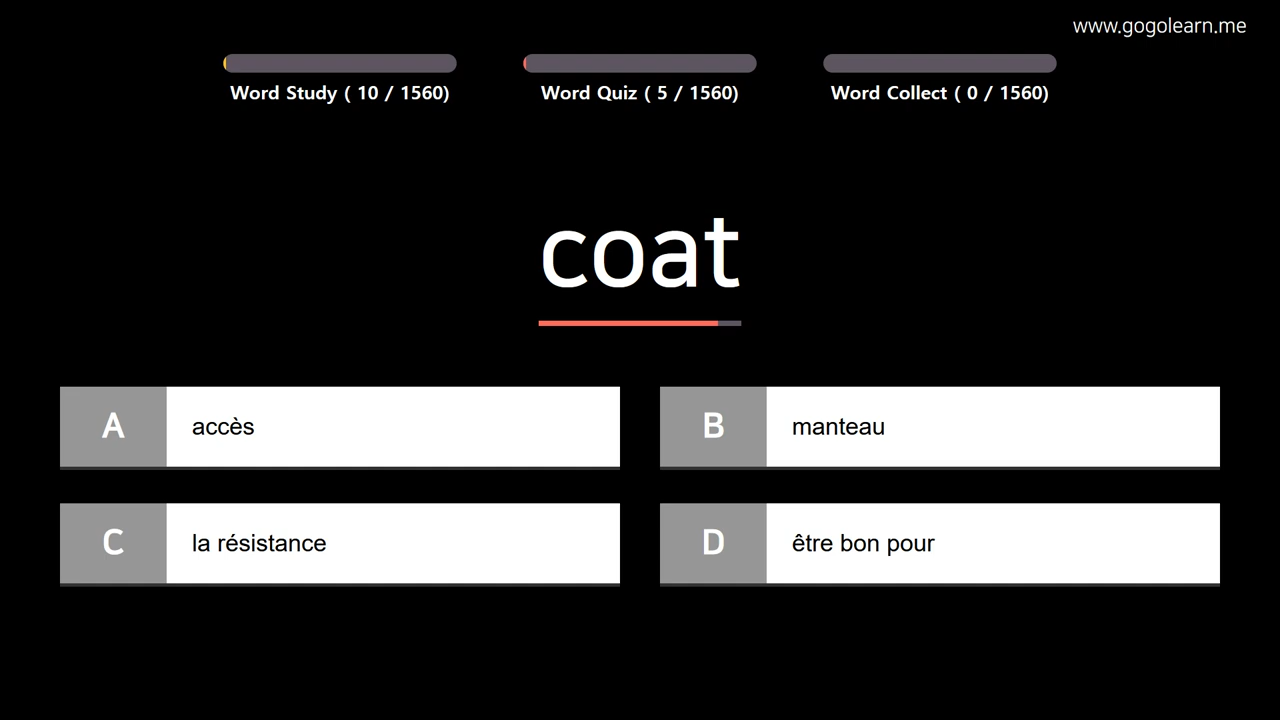 www.gogolearn.me
Word Study ( 10 / 1560)
Word Quiz ( 5 / 1560)
Word Collect ( 0 / 1560)
coat
A accès
B manteau
C la résistance
D être bon pour